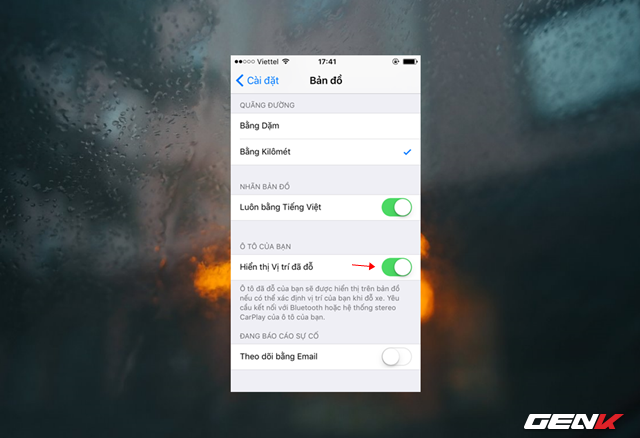 Viettel 17:41
Cài đặt Bản đồ
QUÃNG ĐƯỜNG
Bằng Dặm
Bằng Kilômét
NHÃN BẢN ĐỒ
Luôn bằng Tiếng Việt
Ô TÔ CỦA BẠN
Hiển thị Vị trí đã đỗ
Ô tô đã đỗ của bạn sẽ được hiển thị trên bản đồ
nếu có thể xác định vị trí của bạn khi đỗ xe. Yêu
cầu kết nối với Bluetooth hoặc hệ thống stereo
CarPlay của ô tô của bạn.
ĐANG BÁO CÁO SỰ CỐ
Theo dõi bằng Email
GENK